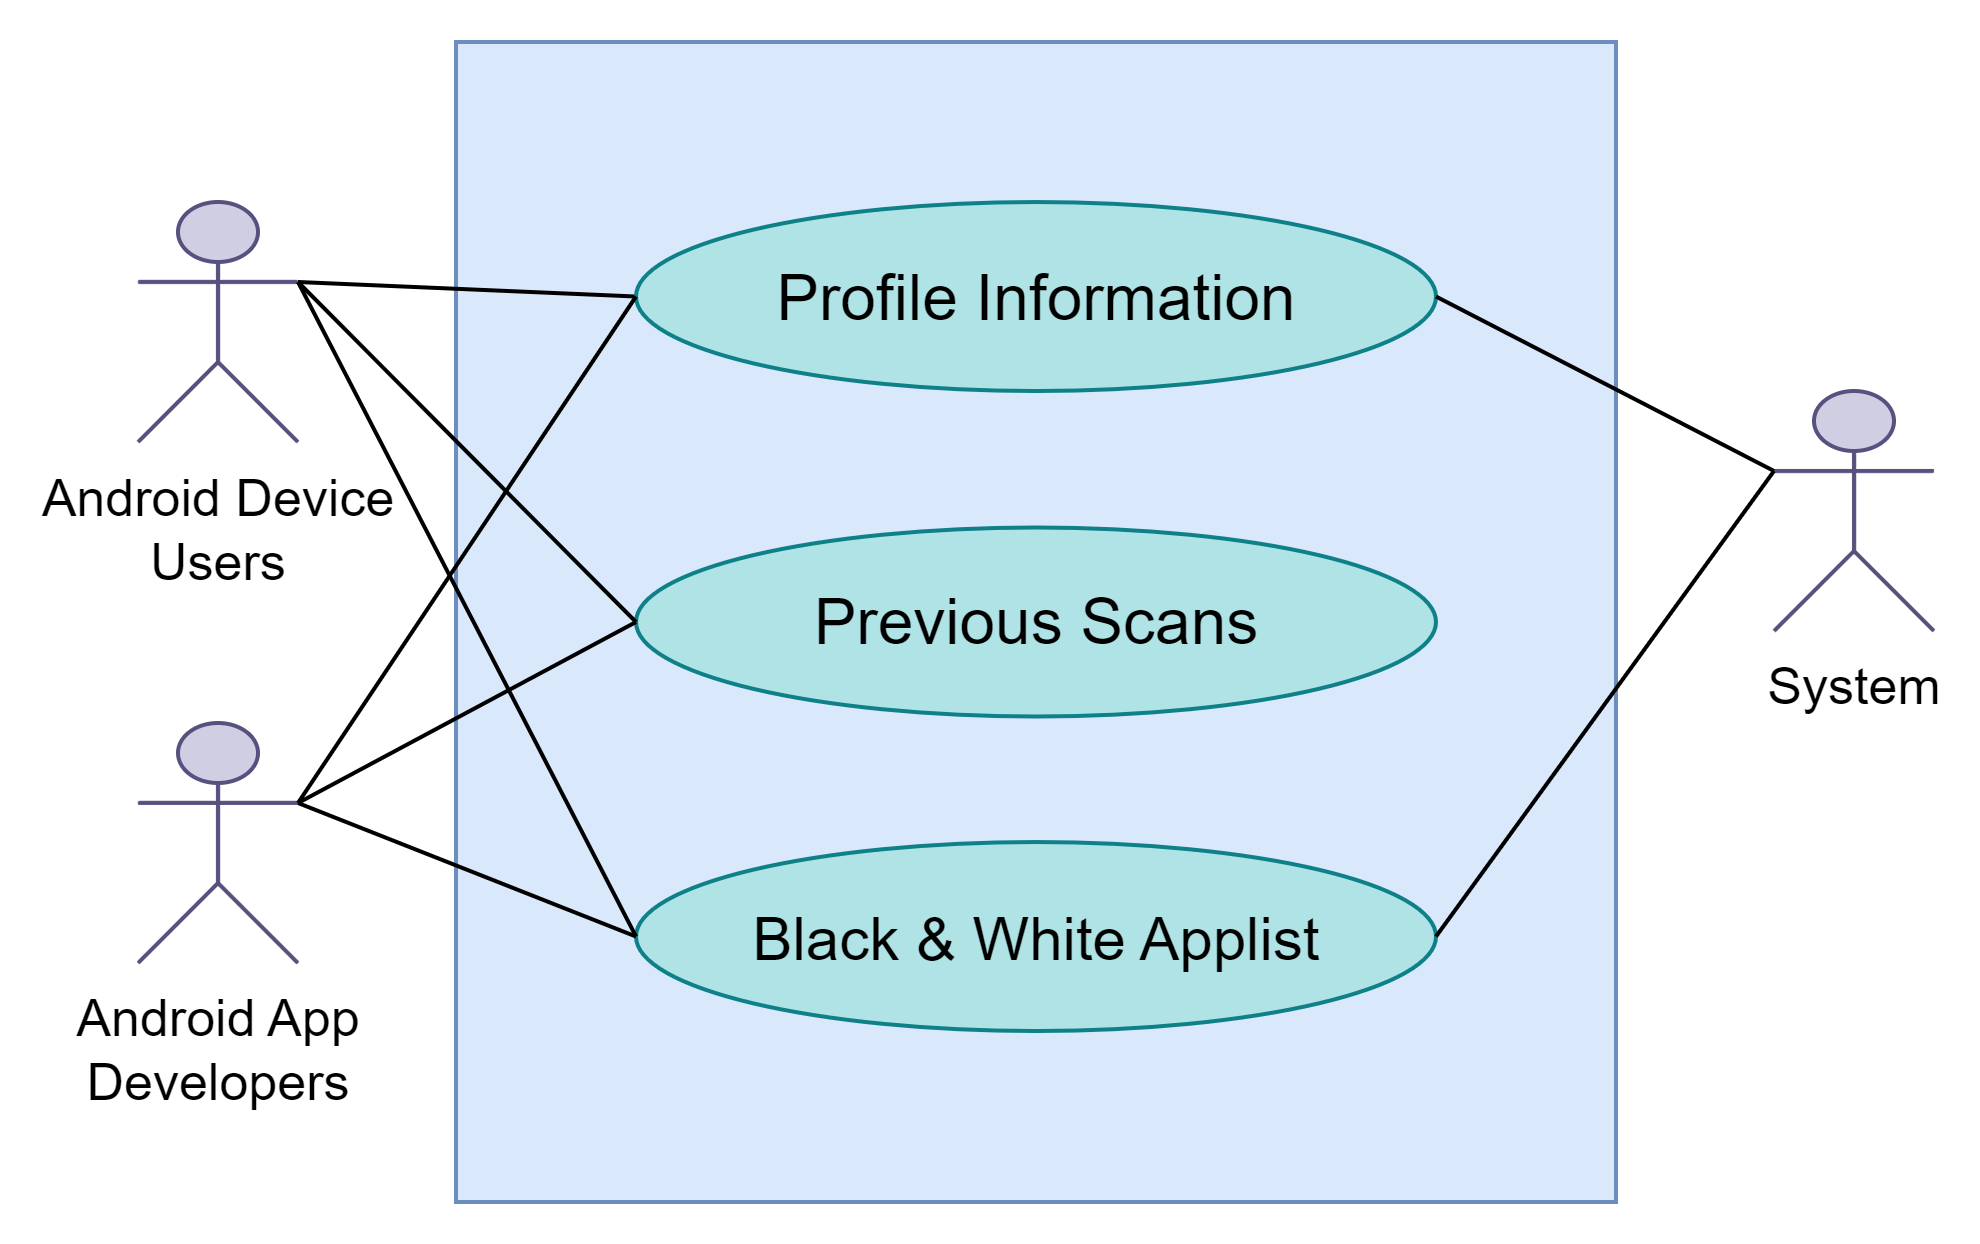 Profile Information
Android Device
Users
Previous Scans
System
Black & White Applist
Android App
Developers